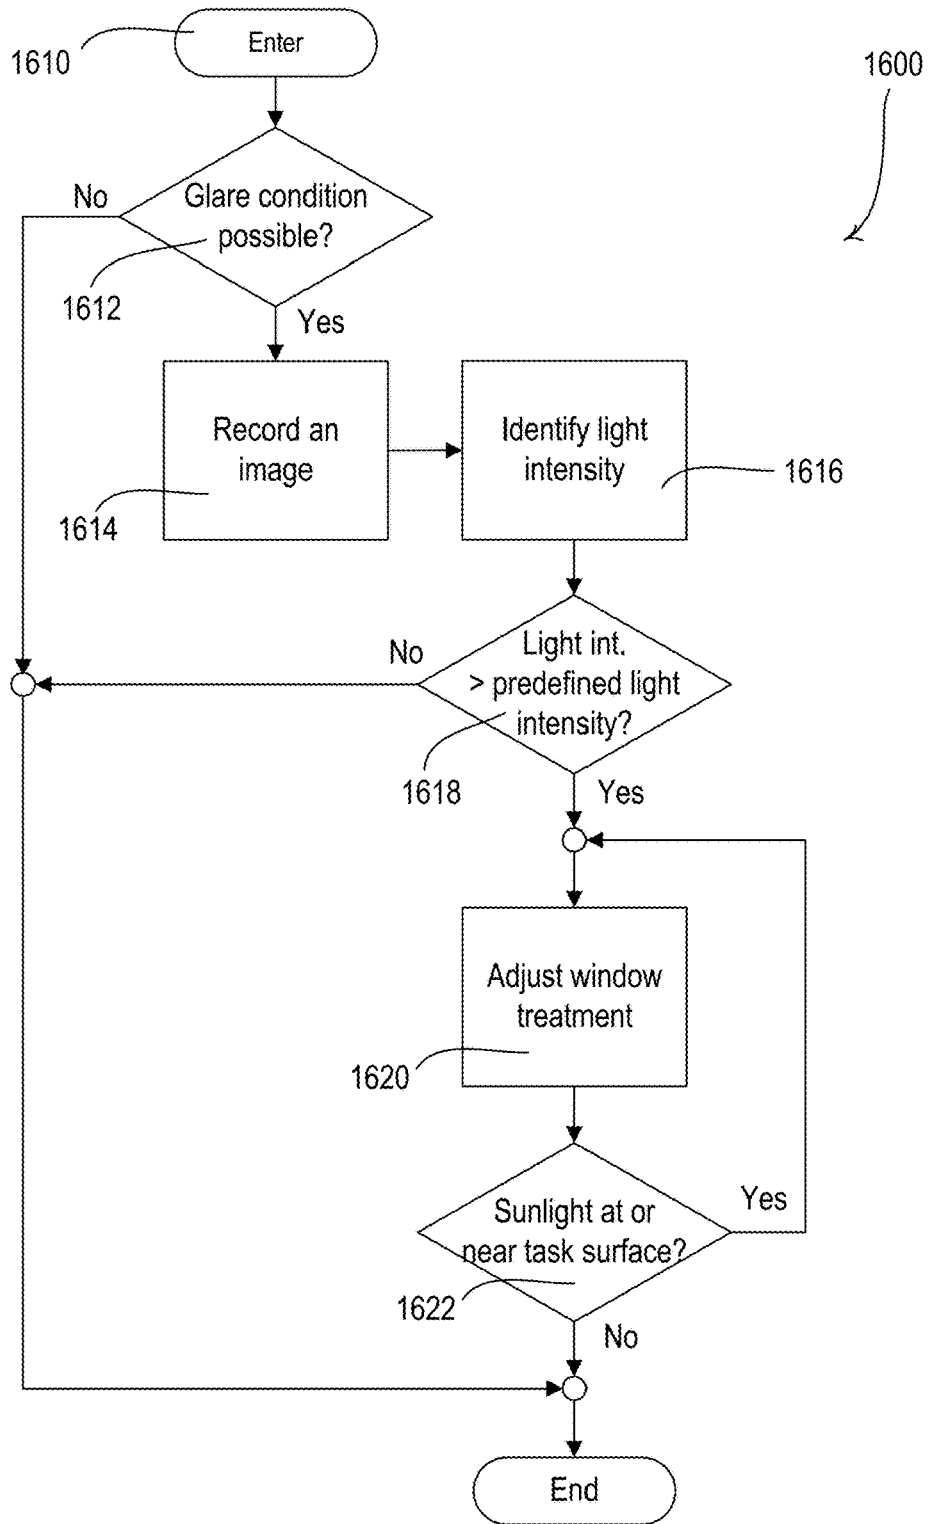 Enter
1610
1600
No
Glare condition
possible?
1612
Yes
Record an
image
Identify light
intensity
1614
1616
No
Light int.
> predefined light
intensity?
1618
Yes
Adjust window
treatment
1620
Sunlight at or
near task surface?
Yes
1622
No
End